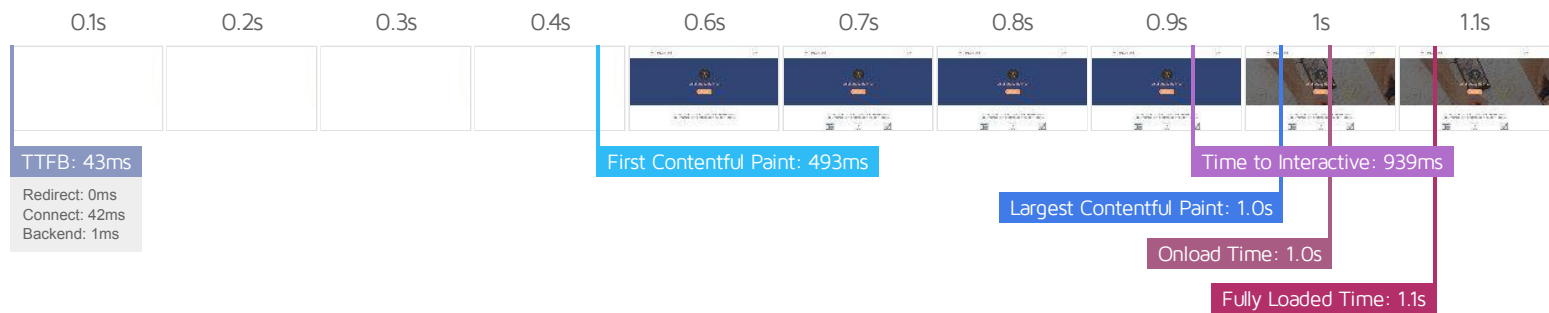 0.1s 0.2s 0.3s 0.4s 0.6s 0.7s 0.8s 0.9s 1s 1.1s
TTFB: 43ms
Redirect: 0ms
Connect: 42ms
Backend: 1ms
First Contentful Paint: 493ms
Time to Interactive: 939ms
Largest Contentful Paint: 1.0s
Onload Time: 1.0s
Fully Loaded Time: 1.1s